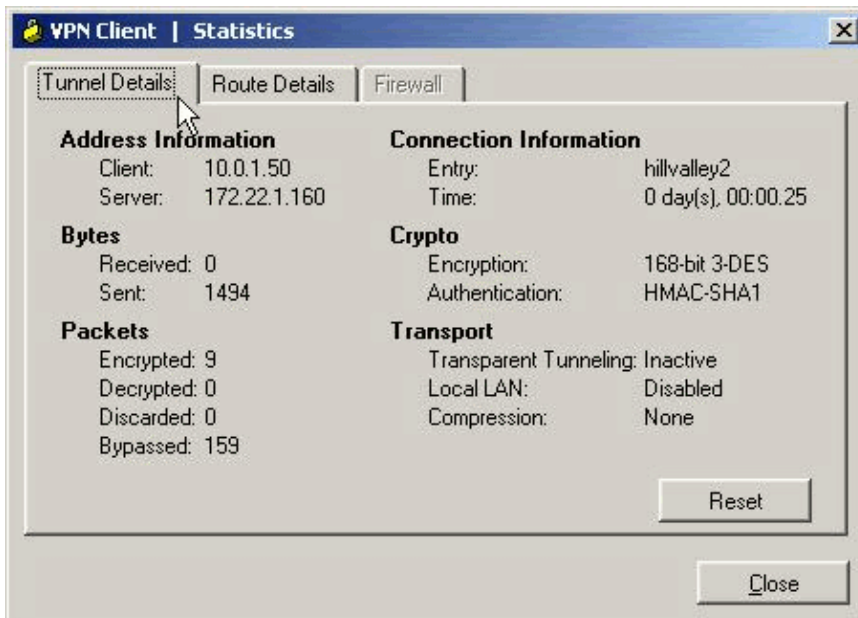 VPN Client | Statistics
Tunnel Details
Route Details
Firewall
Address Information
Client: 10.0.1.50
Server: 172.22.1.160
Bytes
Received: 0
Sent: 1494
Packets
Encrypted: 9
Decrypted: 0
Discarded: 0
Bypassed: 159
Connection Information
Entry: hillvalley2
Time: 0 day(s), 00:00.25
Crypto
Encryption: 168-bit 3-DES
Authentication: HMAC-SHA1
Transport
Transparent Tunneling: Inactive
Local LAN: Disabled
Compression: None
Reset
Close